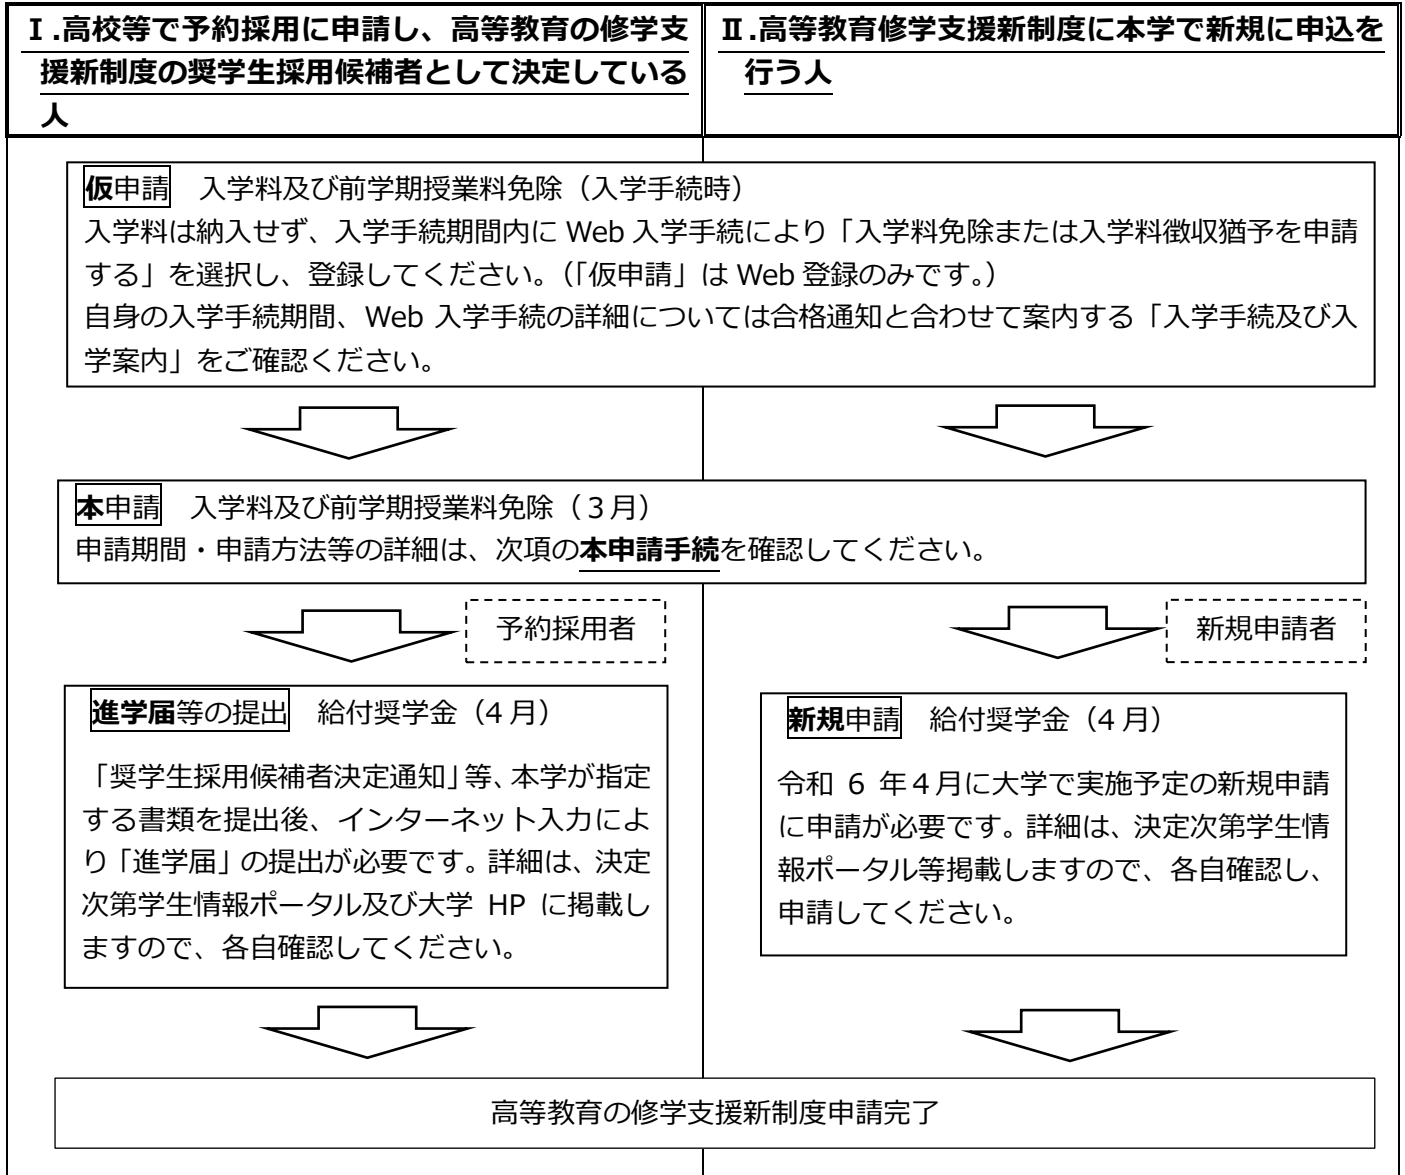 Ⅰ.高校等で予約採用に申請し、高等教育の修学支
援新制度の奨学生採用候補者として決定している
人
Ⅱ.高等教育修学支援新制度に本学で新規に申込を
行う人
仮申請 入学料及び前学期授業料免除（入学手続時）
入学料は納入せず、入学手続期間内に Web 入学手続により「入学料免除または入学料徴収猶予を申請
する」を選択し、登録してください。（「仮申請」は Web 登録のみです。）
自身の入学手続期間、Web 入学手続の詳細については合格通知と合わせて案内する「入学手続及び入
学案内」をご確認ください。
本申請 入学料及び前学期授業料免除（３月）
申請期間・申請方法等の詳細は、次項の本申請手続を確認してください。
予約採用者
新規申請者
進学届等の提出 給付奨学金（4 月）
「奨学生採用候補者決定通知」等、本学が指定
する書類を提出後、インターネット入力によ
り「進学届」の提出が必要です。詳細は、決定
次第学生情報ポータル及び大学 HP に掲載し
ますので、各自確認してください。
新規申請 給付奨学金（4 月）
令和 6 年４月に大学で実施予定の新規申請
に申請が必要です。詳細は、決定次第学生情
報ポータル等掲載しますので、各自確認し、
申請してください。
高等教育の修学支援新制度申請完了